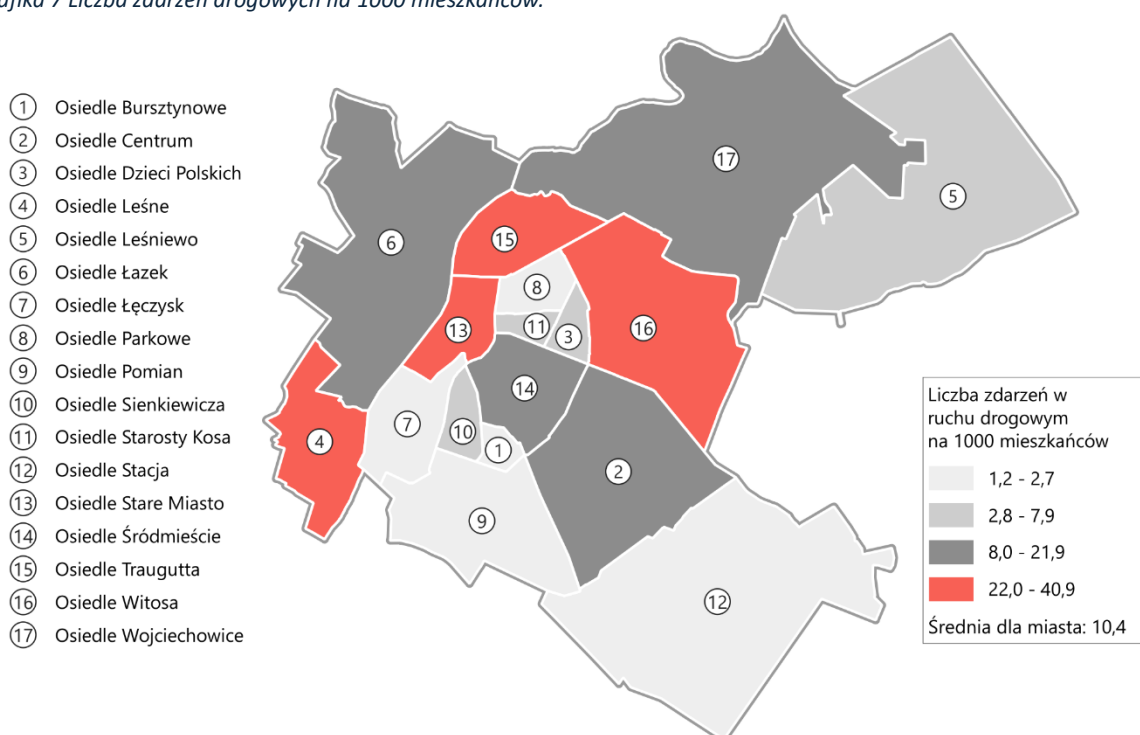 afika 7 Liczba zdarzeń drogowych na 1000 mieszkańców.
1 Osiedle Bursztynowe
2 Osiedle Centrum
3 Osiedle Dzieci Polskich
4 Osiedle Leśne
5 Osiedle Leśniewo
6 Osiedle Łazek
7 Osiedle Łęczysk
8 Osiedle Parkowe
9 Osiedle Pomian
10 Osiedle Sienkiewicza
11 Osiedle Starosty Kosa
12 Osiedle Stacja
13 Osiedle Stare Miasto
14 Osiedle Śródmieście
15 Osiedle Traugutta
16 Osiedle Witosa
17 Osiedle Wojciechowice
17
5
6
15
8
16
13
11
3
14
7
10
4
1
2
9
12
Liczba zdarzeń w
ruchu drogowym
na 1000 mieszkańców
1,2 - 2,7
2,8 - 7,9
8,0 - 21,9
22,0 - 40,9
Średnia dla miasta: 10,4